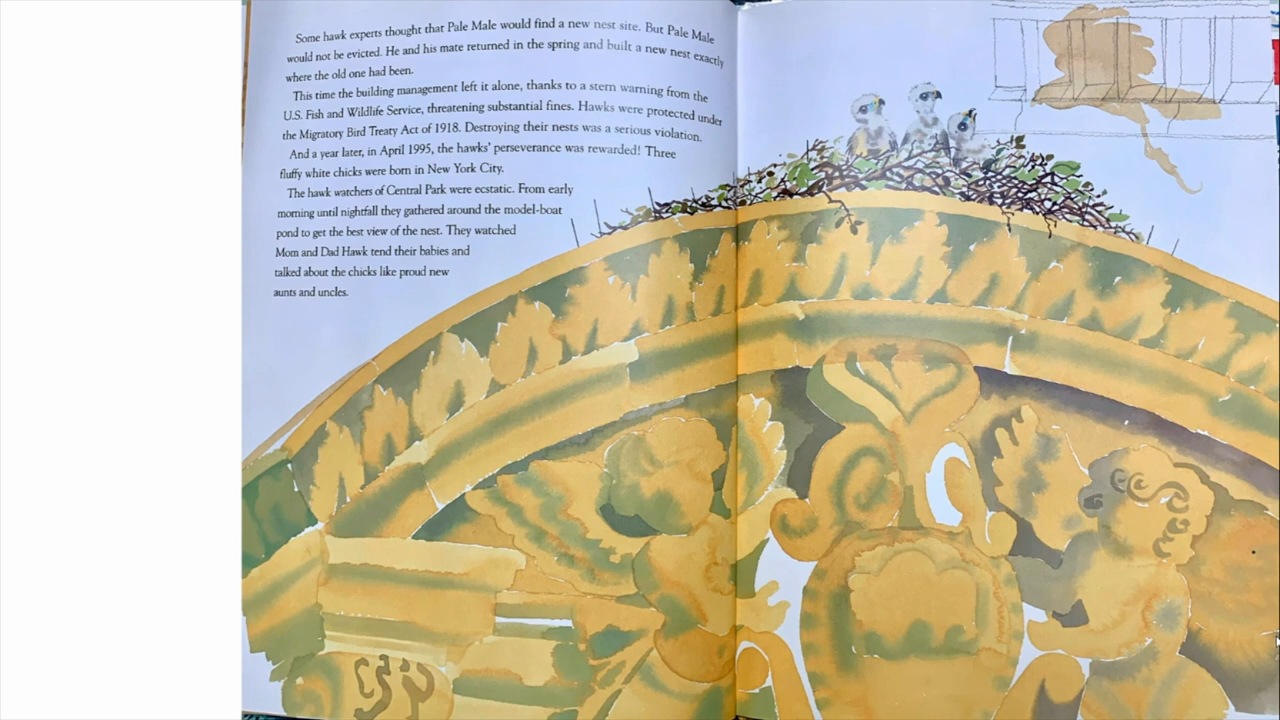 Some hawk experts thought that Pale Male would find a new nest site. But Pale Male
would not be evicted. He and his mate returned in the spring and built a new nest exactly
where the old one had been.
This time the building management left it alone, thanks to a stern warning from the
U.S. Fish and Wildlife Service, threatening substantial fines. Hawks were protected under
the Migratory Bird Treaty Act of 1918. Destroying their nests was a serious violation.
And a year later, in April 1995, the hawks' perseverance was rewarded! Three
fluffy white chicks were born in New York City.
The hawk watchers of Central Park were ecstatic. From early
morning until nightfall they gathered around the model-boat
pond to get the best view of the nest. They watched
Mom and Dad Hawk tend their babies and
talked about the chicks like proud new
aunts and uncles.